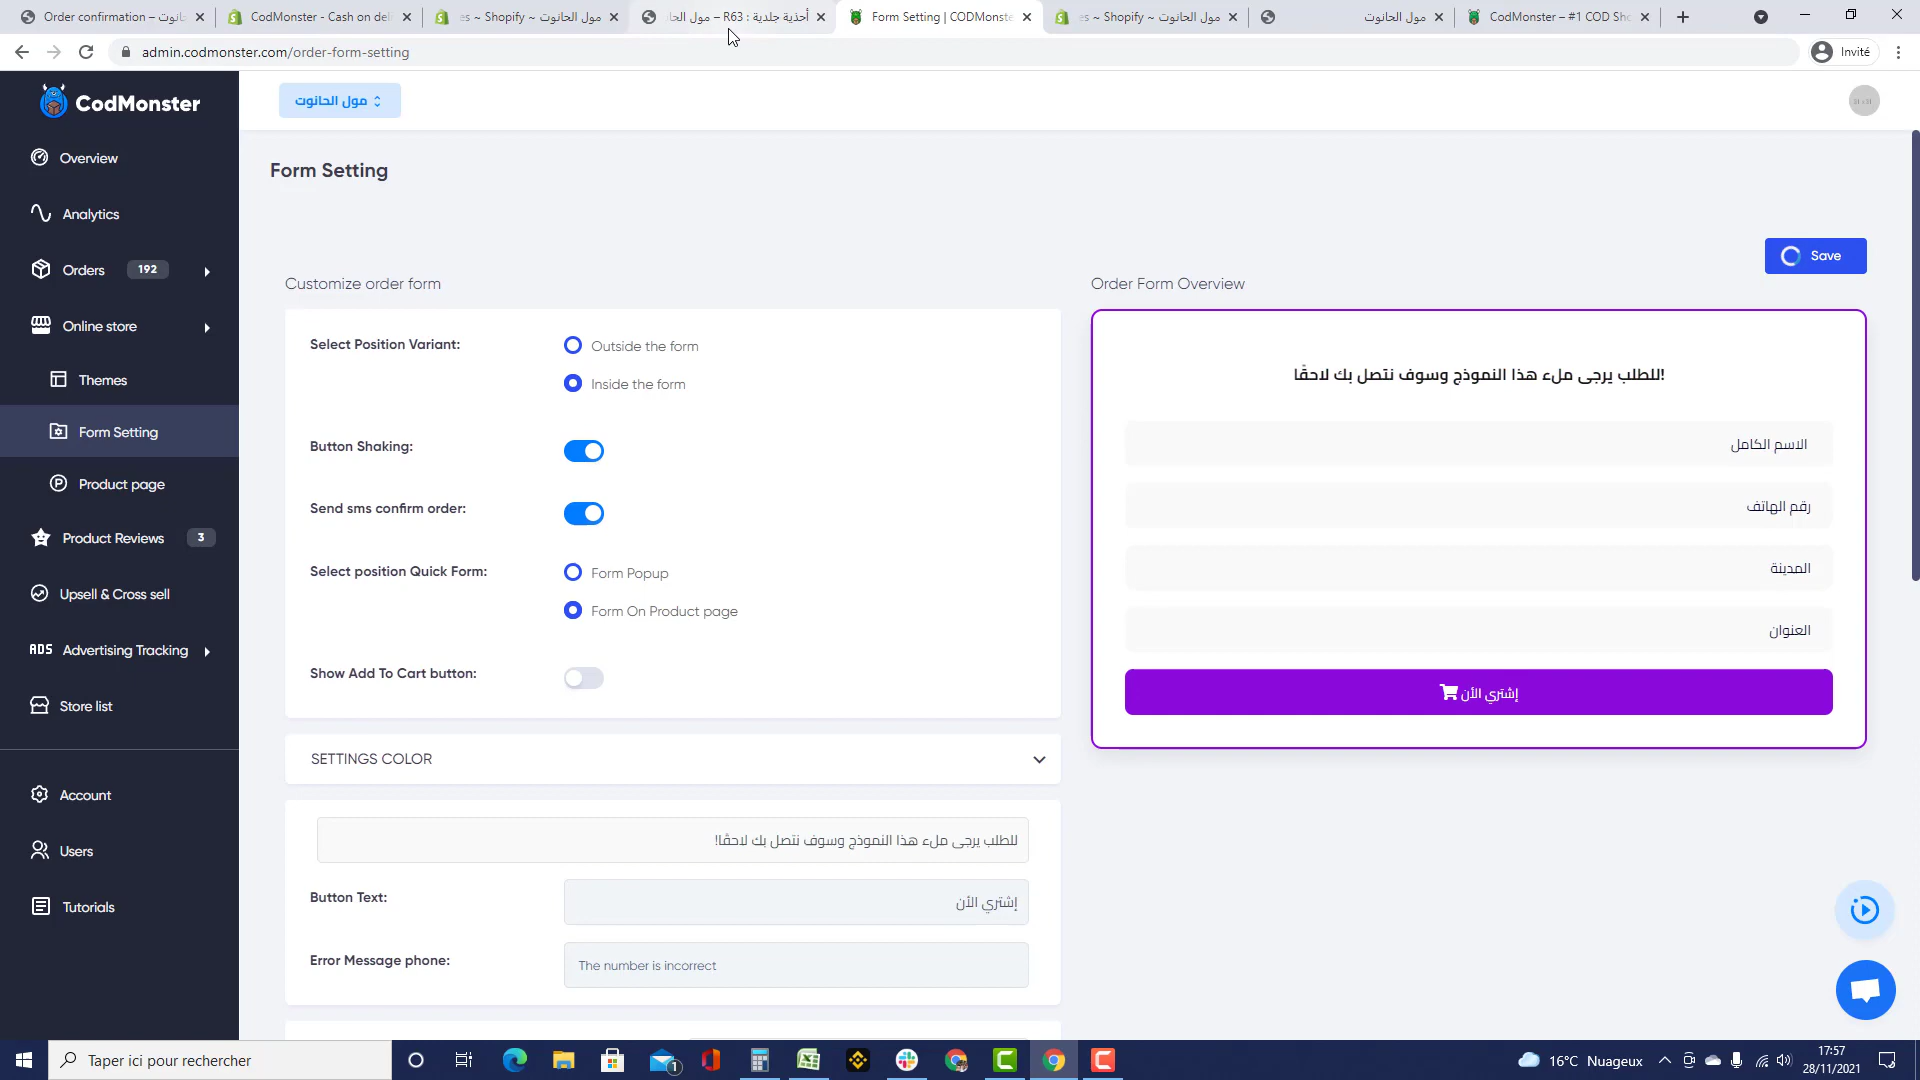 Order confirmation – مول الحانوت
CodMonster - Cash on del
es ~ Shopify ~ مول الحانوت
أحذية جلدية : R63 – مول الحا
Form Setting | CODMonste
es ~ Shopify ~ مول الحانوت
مول الحانوت
CodMonster – #1 COD Sho
admin.codmonster.com/order-form-setting
Invité
CodMonster
مول الحانوت
Overview
Form Setting
Analytics
Orders 192
Save
Customize order form
Order Form Overview
Online store
Select Position Variant:
Outside the form
Inside the form
للطلب يرجى ملء هذا النموذج وسوف نتصل بك لاحقًا!
Themes
Form Setting
Button Shaking:
الاسم الكامل
Product page
Send sms confirm order:
رقم الهاتف
Product Reviews 3
Select position Quick Form:
Form Popup
Form On Product page
المدينة
Upsell & Cross sell
العنوان
ADS Advertising Tracking
Show Add To Cart button:
إشتري الأن
Store list
SETTINGS COLOR
Account
للطلب يرجى ملء هذا النموذج وسوف نتصل بك لاحقًا!
Users
Button Text:
إشتري الأن
Tutorials
Error Message phone:
The number is incorrect
Taper ici pour rechercher
1
16°C Nuageux
17:57
28/11/2021